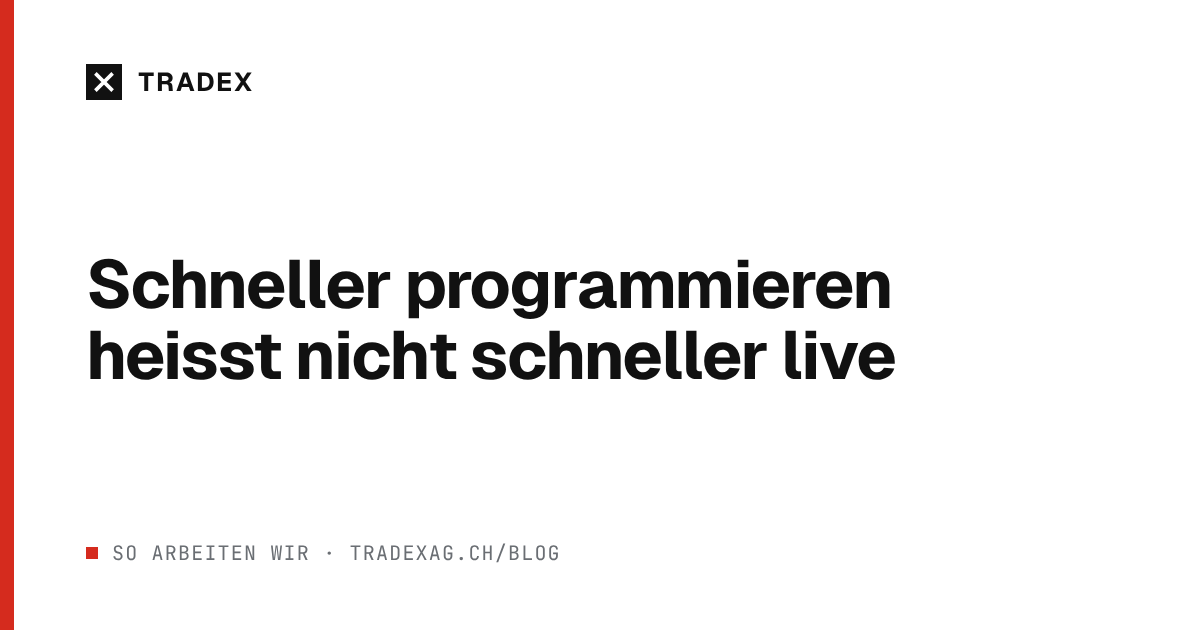 TRADEX
Schneller programmieren
heisst nicht schneller live
SO ARBEITEN WIR · TRADEXAG.CH/BLOG